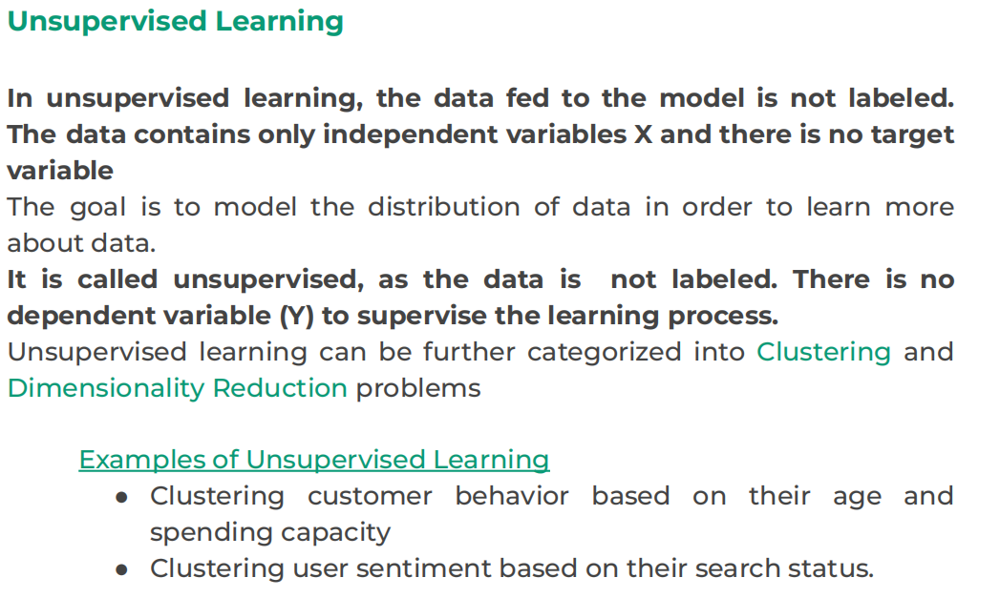 Unsupervised Learning
In unsupervised learning, the data fed to the model is not labeled.
The data contains only independent variables X and there is no target
variable
The goal is to model the distribution of data in order to learn more
about data.
It is called unsupervised, as the data is not labeled. There is no
dependent variable (Y) to supervise the learning process.
Unsupervised learning can be further categorized into Clustering and
Dimensionality Reduction problems
Examples of Unsupervised Learning
● Clustering customer behavior based on their age and
spending capacity
● Clustering user sentiment based on their search status.